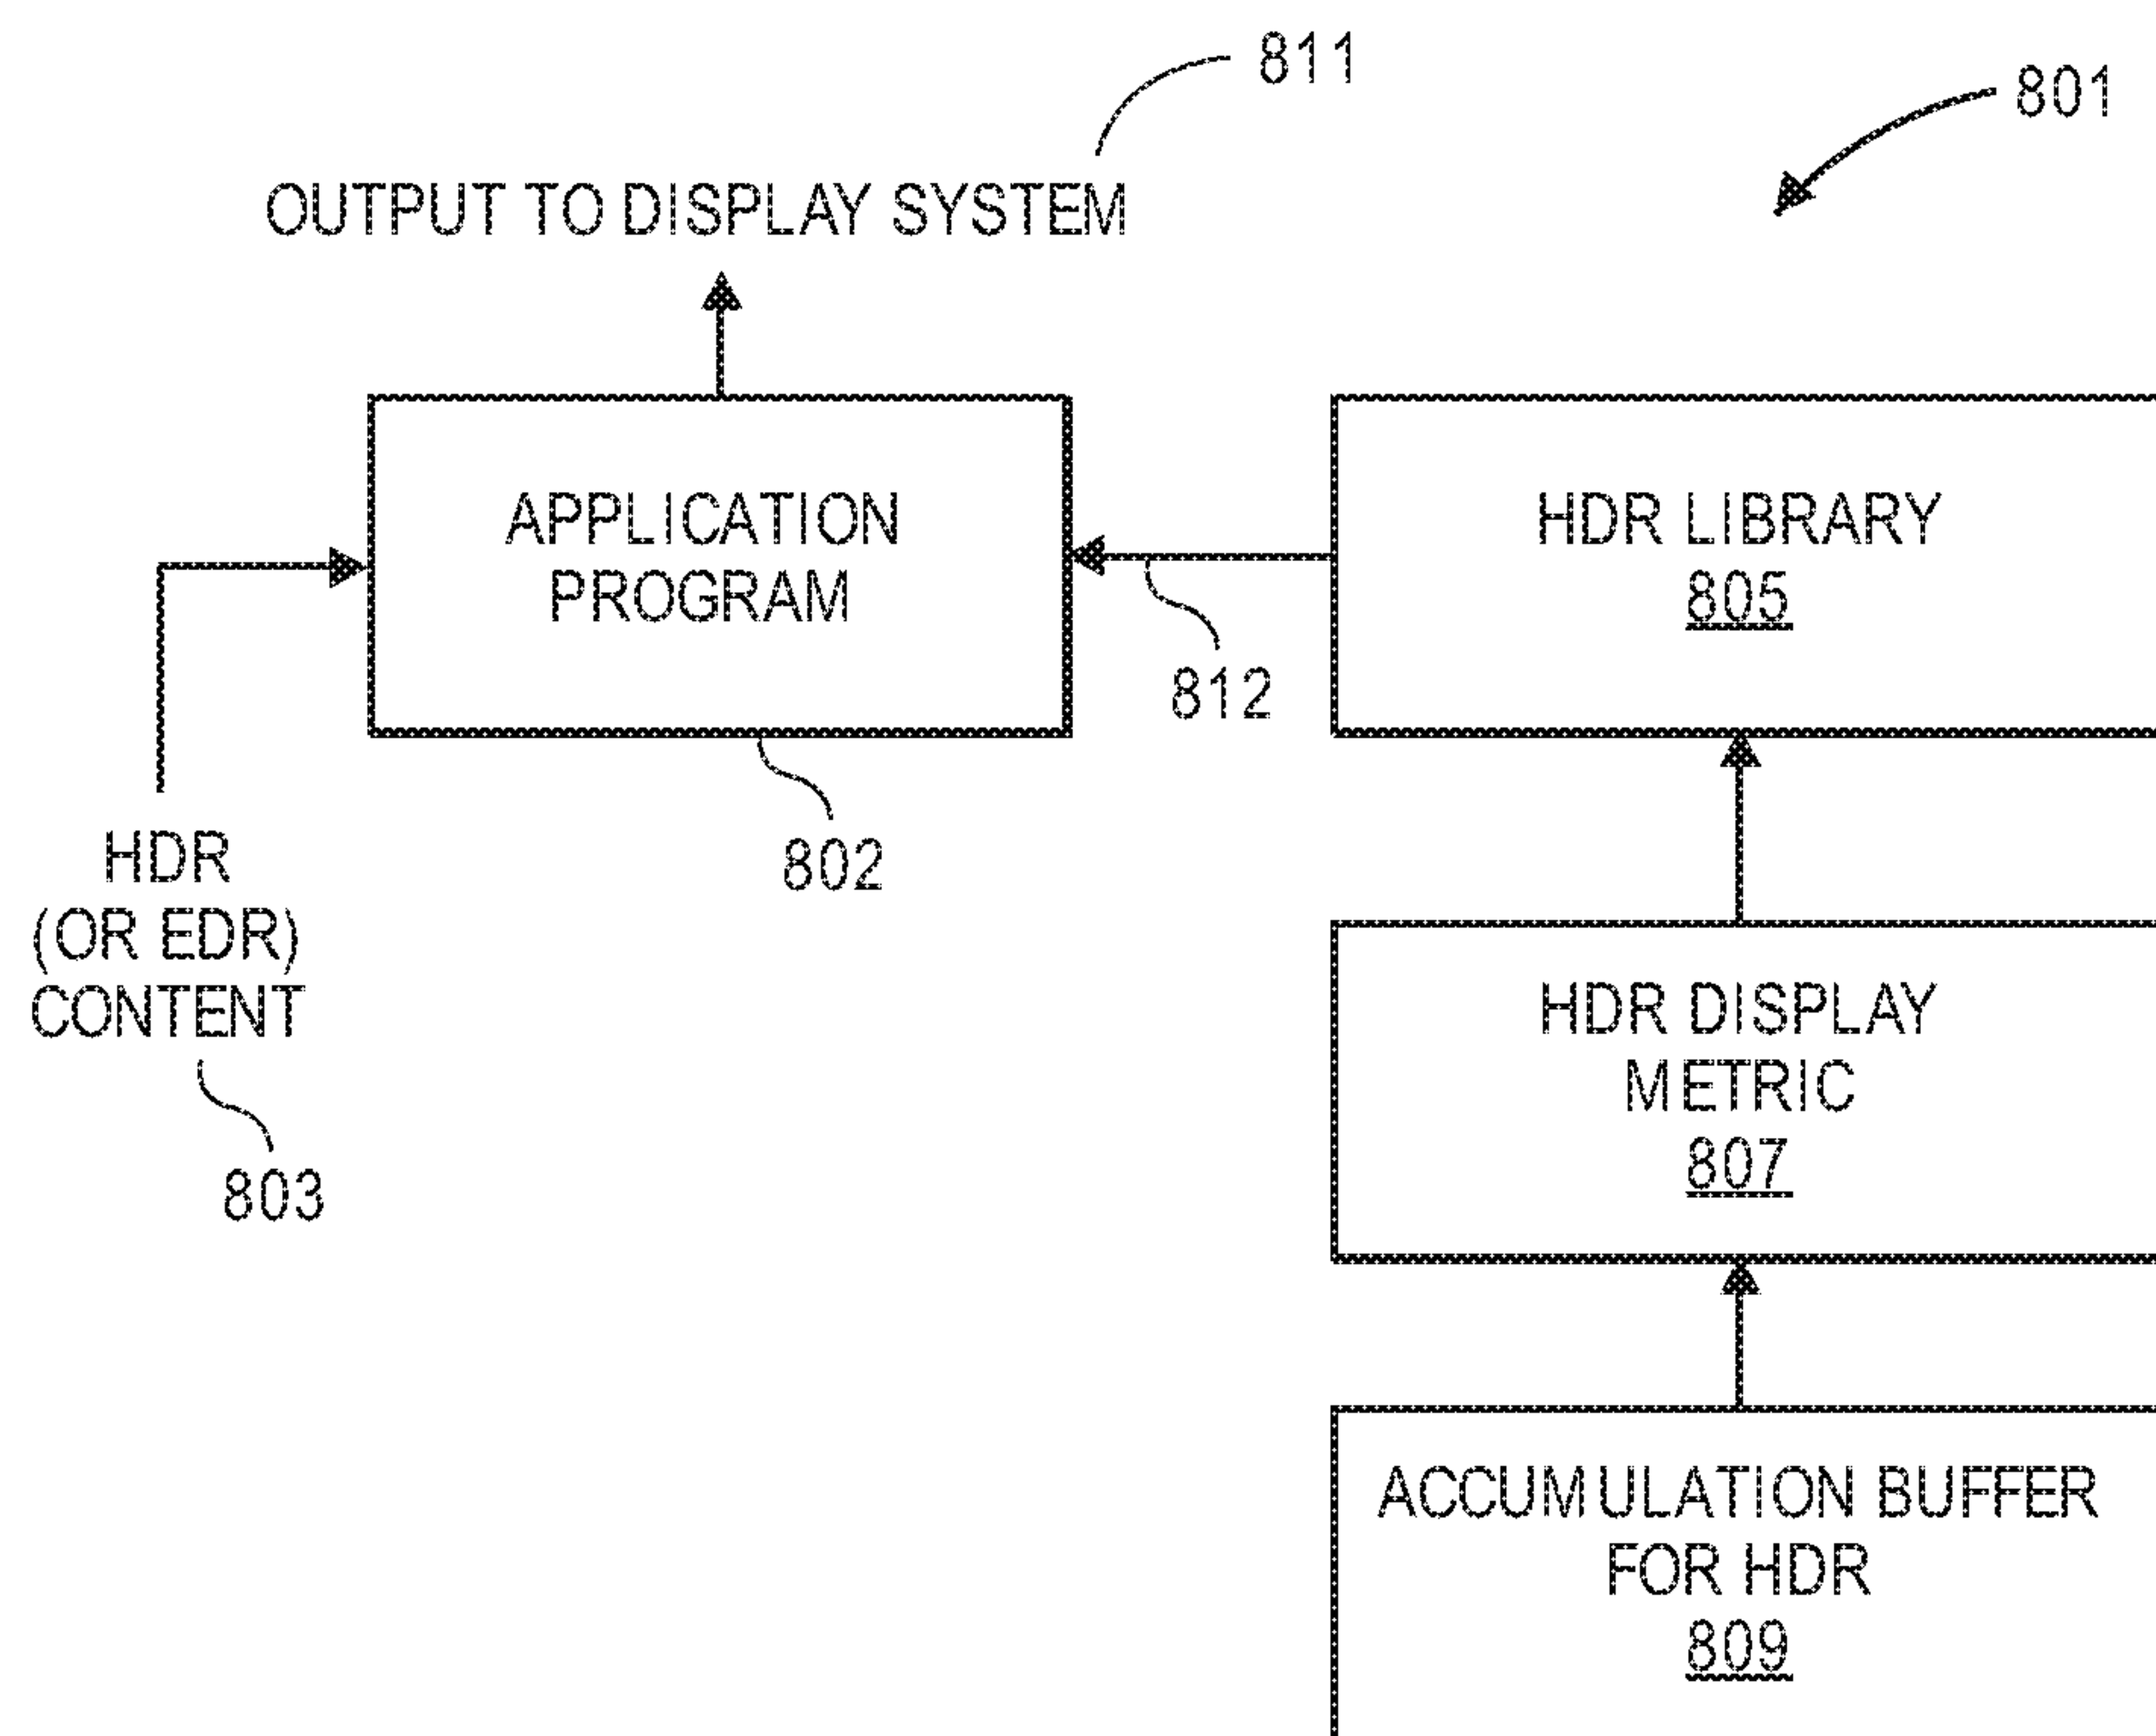 811
801
OUTPUT TO DISPLAY SYSTEM
APPLICATION
PROGRAM
HDR LIBRARY
805
812
802
HDR
(OR EDR)
CONTENT
803
HDR DISPLAY
METRIC
807
ACCUMULATION BUFFER
FOR HDR
809